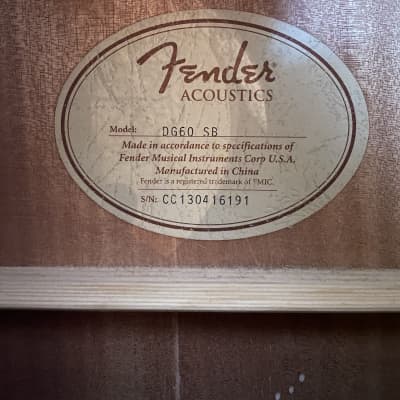 Fender
ACOUSTICS
Model: DG60 SB
Made in accordance to specifications of
Fender Musical Instruments Corp U.S.A.
Manufactured in China
Fender is a registered trademark of FMIC.
S/N: CC130416191